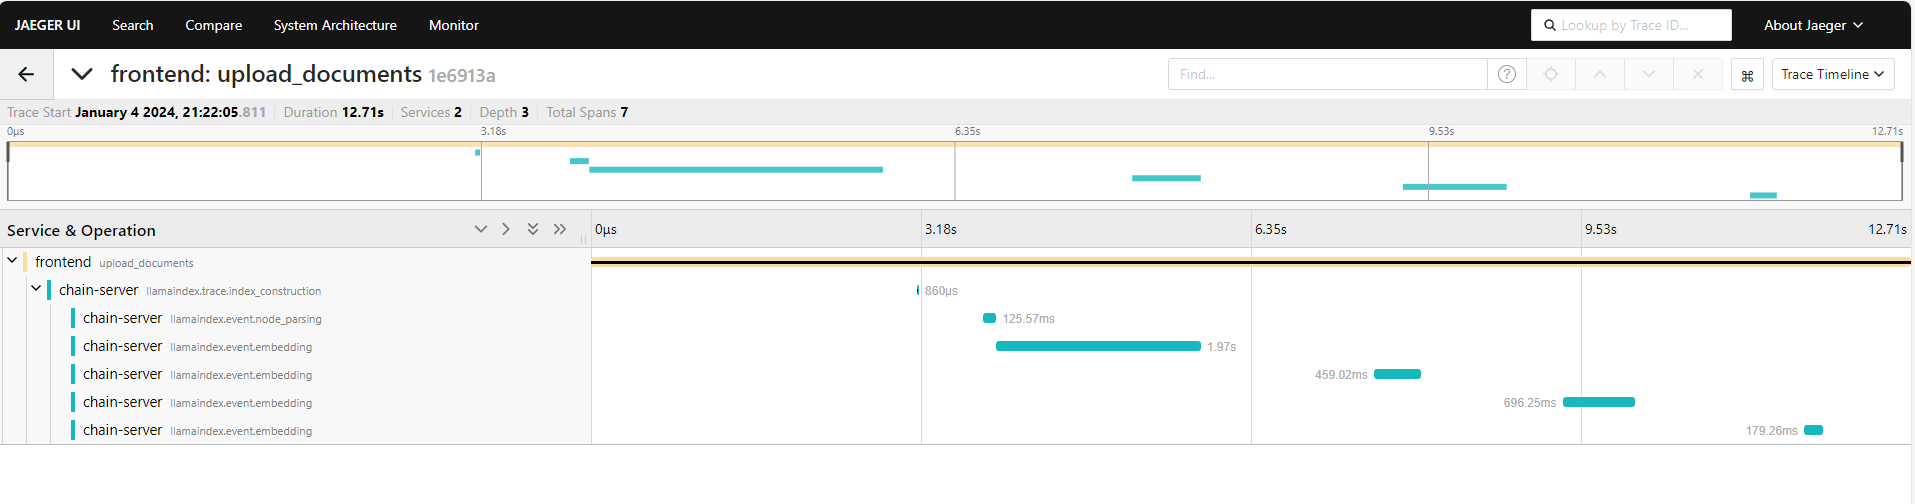 JAEGER UI Search Compare System Architecture Monitor Lookup by Trace ID... About Jaeger
frontend: upload_documents 1e6913a Find... ? ⌘ Trace Timeline
Trace Start January 4 2024, 21:22:05.811 Duration 12.71s Services 2 Depth 3 Total Spans 7
0μs 3.18s 6.35s 9.53s 12.71s
Service & Operation 0μs 3.18s 6.35s 9.53s 12.71s
frontend upload_documents
chain-server llamaindex.trace.index_construction 860μs
chain-server llamaindex.event.node_parsing 125.57ms
chain-server llamaindex.event.embedding 1.97s
chain-server llamaindex.event.embedding 459.02ms
chain-server llamaindex.event.embedding 696.25ms
chain-server llamaindex.event.embedding 179.26ms